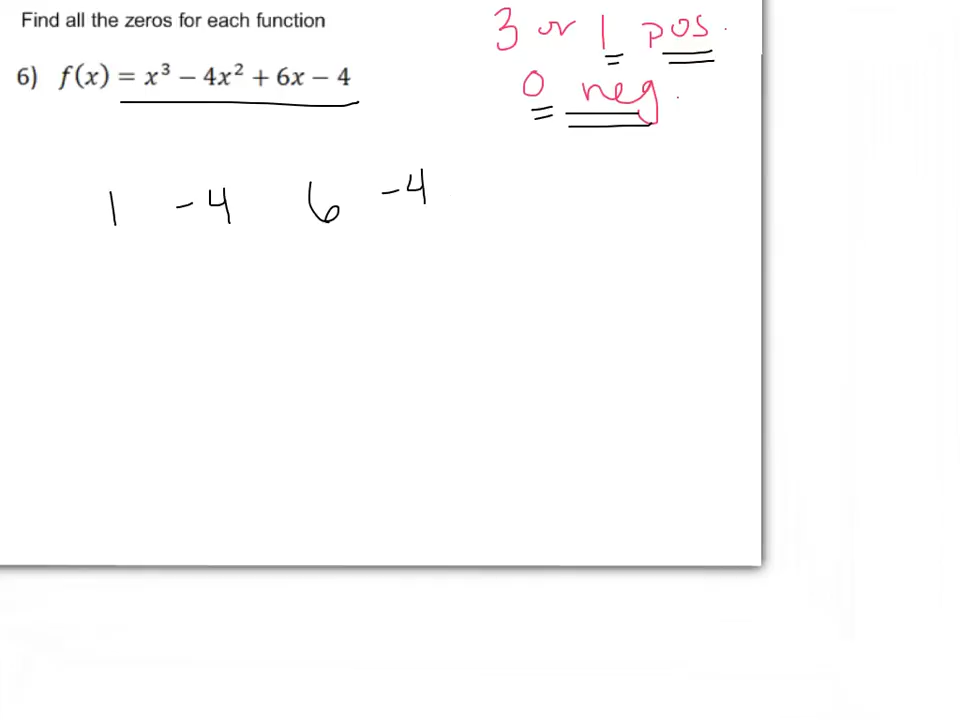 Find all the zeros for each function
3 or 1 pos.
6) f(x) = x³ − 4x² + 6x − 4
0 neg.
1 -4 6 -4